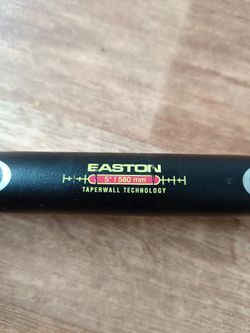 EASTON
5° | 580 mm
TAPERWALL TECHNOLOGY